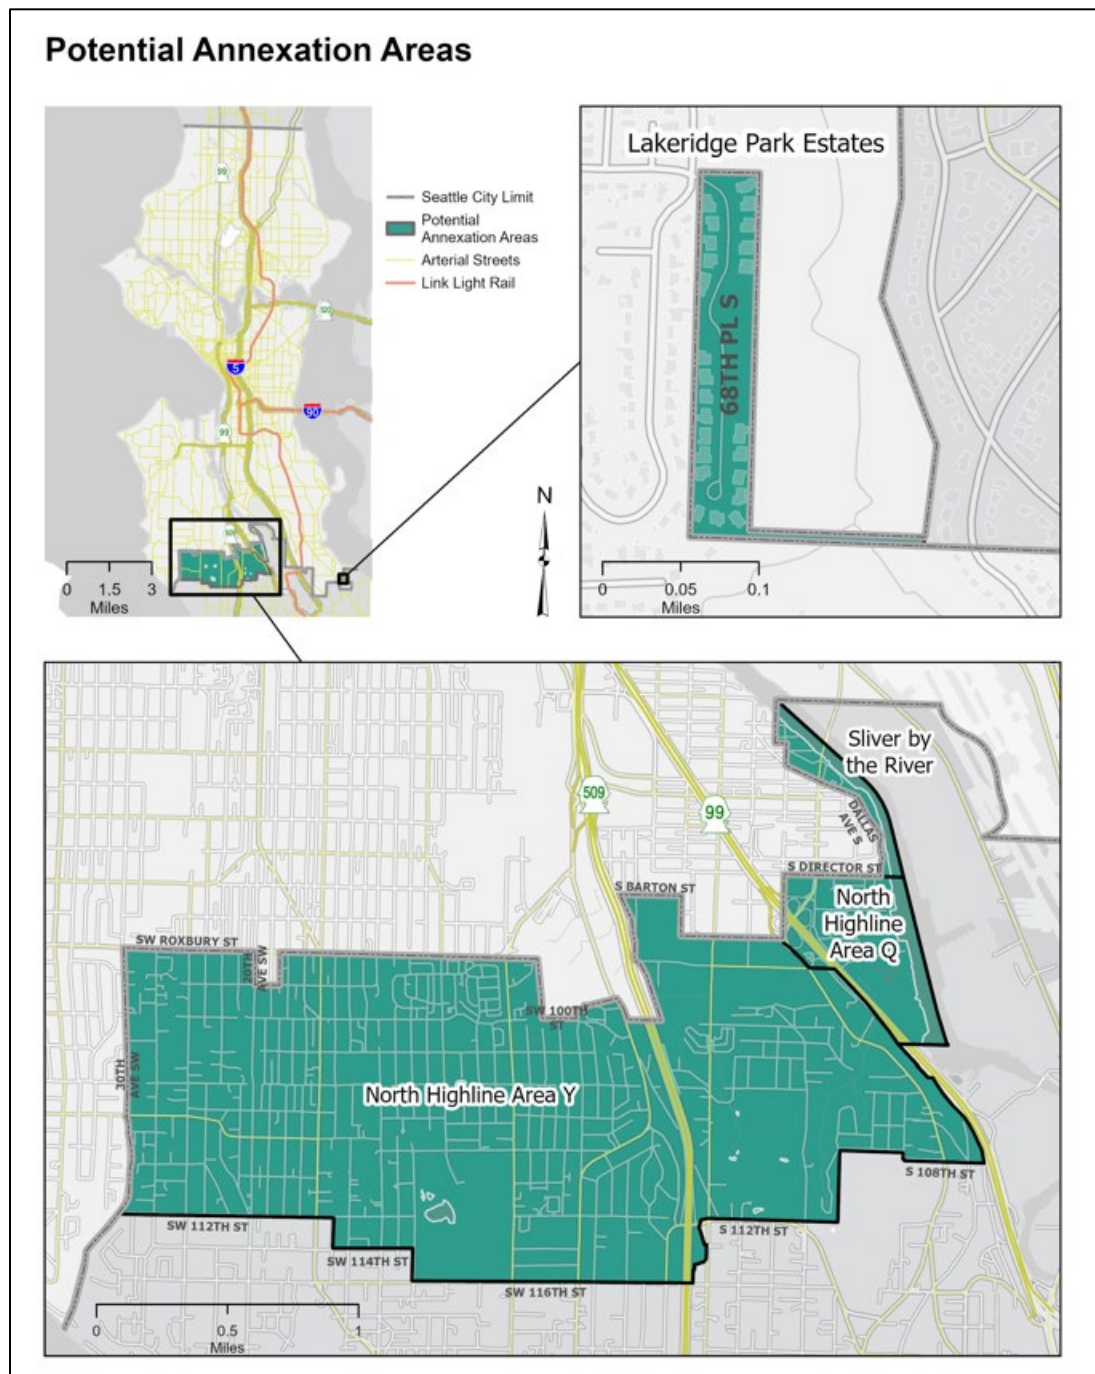 Potential Annexation Areas
99
520
5
90
99
509
0 1.5 3
Miles
Seattle City Limit
Potential
Annexation Areas
Arterial Streets
Link Light Rail
N
Lakeridge Park Estates
68TH PL S
0 0.05 0.1
Miles
Sliver by
the River
509
99
DALLAS
AVE S
S DIRECTOR ST
S BARTON ST
North
Highline
Area Q
SW ROXBURY ST
20TH
AVE SW
SW 100TH
ST
30TH
AVE SW
North Highline Area Y
S 108TH ST
SW 112TH ST
S 112TH ST
SW 114TH ST
SW 116TH ST
0 0.5 1
Miles